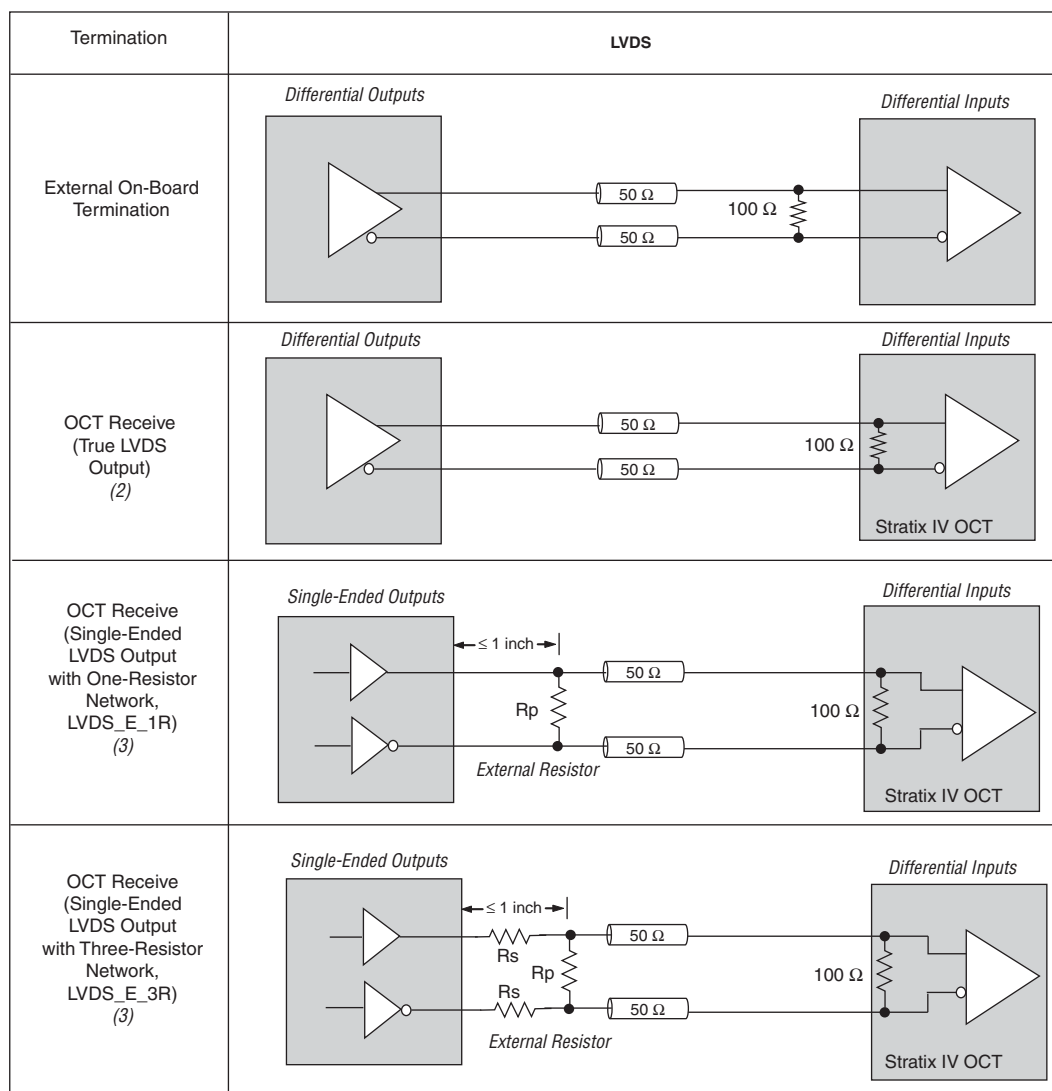 Termination
LVDS
External On-Board
Termination
Differential Outputs
Differential Inputs
50 Ω
100 Ω
50 Ω
OCT Receive
(True LVDS
Output)
(2)
Differential Outputs
Differential Inputs
50 Ω
100 Ω
50 Ω
Stratix IV OCT
OCT Receive
(Single-Ended
LVDS Output
with One-Resistor
Network,
LVDS_E_1R)
(3)
Single-Ended Outputs
Differential Inputs
≤ 1 inch
50 Ω
Rp
100 Ω
50 Ω
External Resistor
Stratix IV OCT
OCT Receive
(Single-Ended
LVDS Output
with Three-Resistor
Network,
LVDS_E_3R)
(3)
Single-Ended Outputs
Differential Inputs
≤ 1 inch
50 Ω
Rs
Rp
100 Ω
Rs
50 Ω
External Resistor
Stratix IV OCT